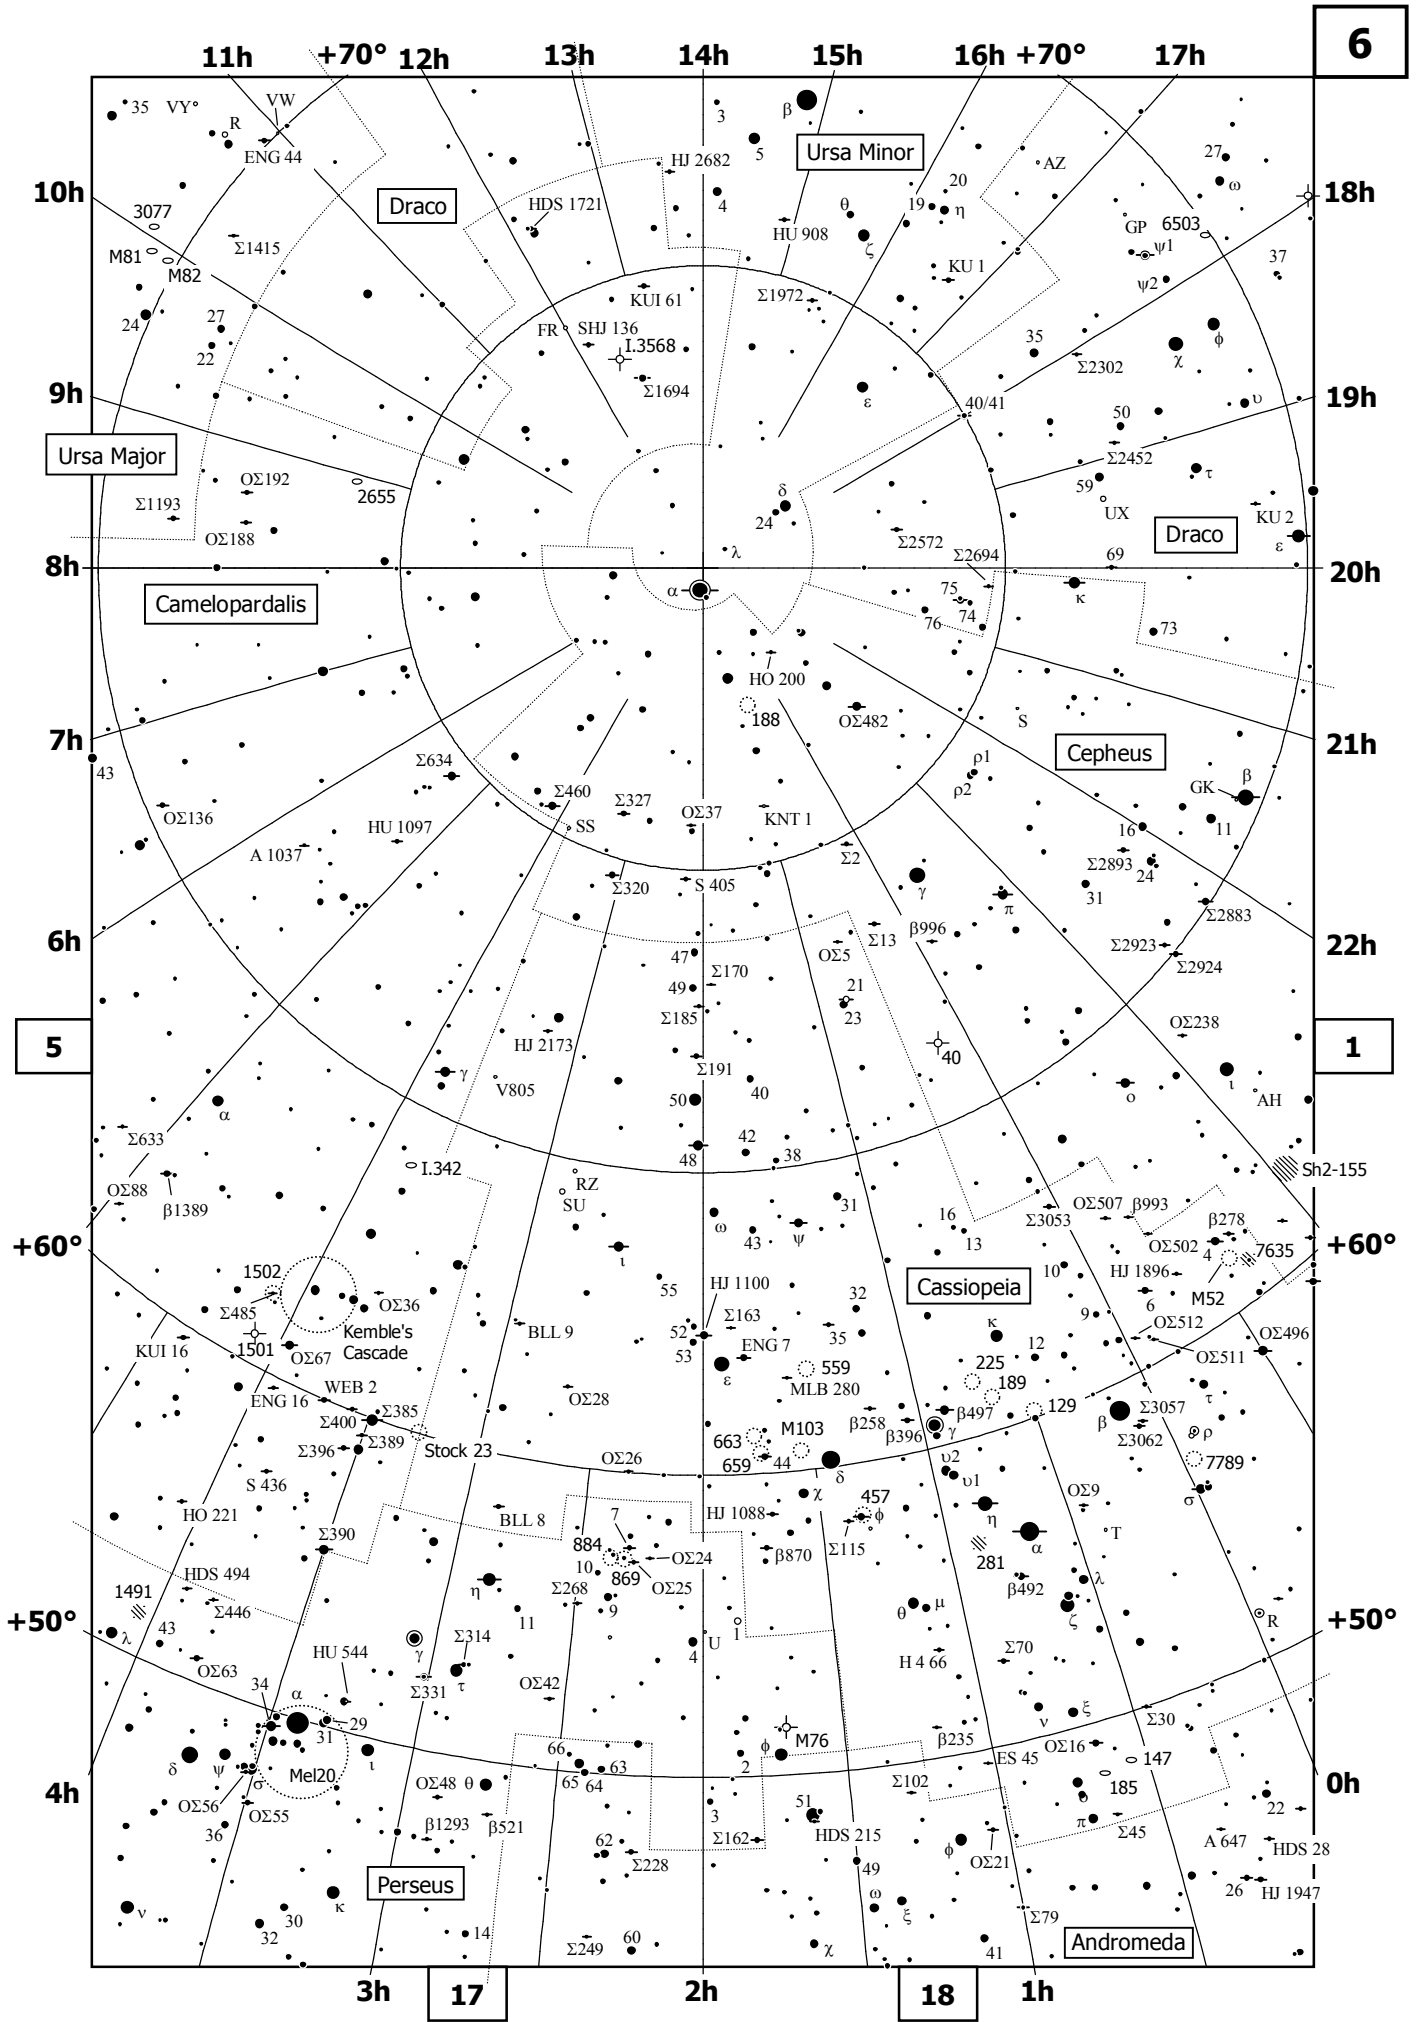 6
11h +70° 12h 13h 14h 15h 16h +70° 17h
35 VY VW
R
ENG 44
β
3
5
Ursa Minor
HJ 2682
AZ
27
ω
10h
18h
3077
M81
M82
Σ1415
Draco
HDS 1721
4
HU 908
θ
ζ
19
20
η
GP
6503
ψ1
ψ2
37
KU 1
24
27
22
KUI 61
Σ1972
FR
SHJ 136
I.3568
Σ1694
ε
35
Σ2302
χ
ϕ
9h
19h
40/41
υ
50
Σ2452
Ursa Major
OΣ192
2655
Σ1193
OΣ188
δ
24
λ
59
UX
τ
KU 2
Draco
ε
Σ2572
Σ2694
69
8h
20h
Camelopardalis
α
75
74
76
κ
73
HO 200
188
OΣ482
S
7h
21h
43
Cepheus
Σ634
ρ1
ρ2
β
GK
OΣ136
HU 1097
A 1037
Σ460
SS
Σ327
OΣ37
KNT 1
Σ2
16
11
Σ2893
24
31
Σ320
S 405
γ
π
Σ2883
6h
22h
47
Σ170
OΣ5
Σ13
β996
Σ2923
Σ2924
49
Σ185
21
23
40
OΣ238
5
1
HJ 2173
γ
V805
Σ191
40
50
ι
AH
ο
α
Σ633
OΣ88
β1389
I.342
48
42
38
Sh2-155
RZ
SU
ω
31
43
ψ
16
13
Σ3053
OΣ507
β993
β278
OΣ502
4
7635
+60°
+60°
ι
55
10
HJ 1896
M52
1502
Σ485
1501
OΣ36
Kemble's
Cascade
HJ 1100
Σ163
Cassiopeia
32
35
9
6
KUI 16
OΣ67
BLL 9
52
53
ENG 7
ε
559
MLB 280
κ
12
OΣ512
OΣ511
OΣ496
225
189
129
ENG 16
WEB 2
Σ385
Σ400
Σ389
Σ396
Stock 23
OΣ28
β258
β396
β497
γ
β
Σ3057
Σ3062
τ
ρ
7789
663
659
M103
44
δ
S 436
OΣ26
υ2
υ1
σ
HO 221
BLL 8
7
HJ 1088
χ
457
ϕ
η
OΣ9
T
Σ390
884
10
869
OΣ24
OΣ25
β870
Σ115
281
α
β492
λ
ζ
1491
HDS 494
Σ446
η
11
Σ268
9
θ
μ
R
+50°
+50°
λ
43
OΣ63
HU 544
γ
Σ314
τ
Σ331
4
U
1
H 4 66
Σ70
34
α
29
31
OΣ42
M76
ϕ
β235
ν
ξ
Σ30
δ
ψ
σ
Mel20
ι
66
65
64
63
2
ES 45
OΣ16
147
185
OΣ56
OΣ55
36
OΣ48
θ
β1293
β521
4h
0h
3
51
HDS 215
Σ102
ο
π
Σ45
22
A 647
HDS 28
62
Σ228
Σ162
49
ϕ
OΣ21
Perseus
ν
30
32
κ
14
Σ249
60
ω
ξ
χ
Σ79
41
Andromeda
26
HJ 1947
3h 17 2h 18 1h